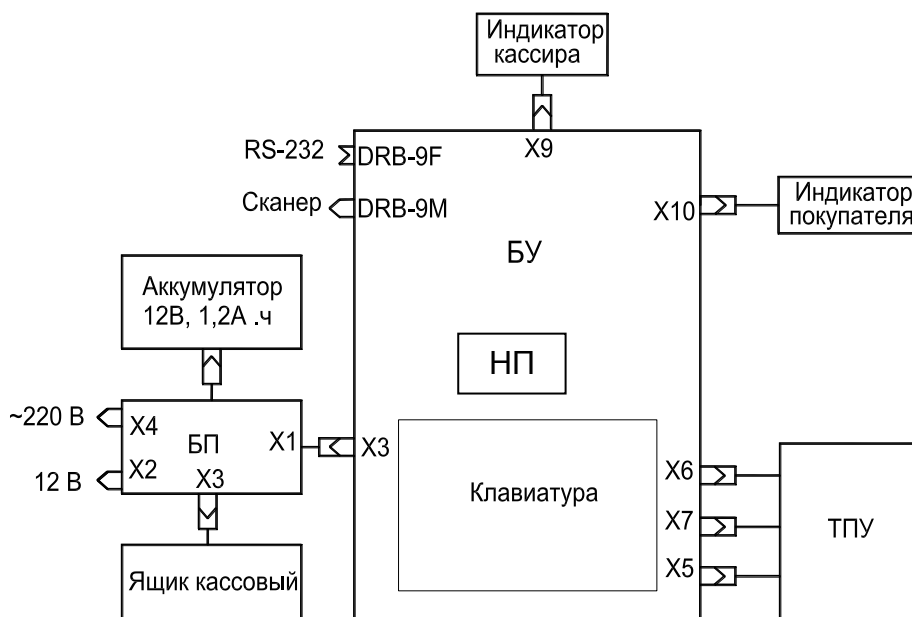 Индикатор
кассира
X9
RS-232
DRB-9F
Сканер
DRB-9M
X10
Индикатор
покупателя
БУ
Аккумулятор
12В, 1,2А .ч
НП
~220 В
X4
БП
X1
X3
12 В
X2
X3
Клавиатура
X6
X7
X5
ТПУ
Ящик кассовый